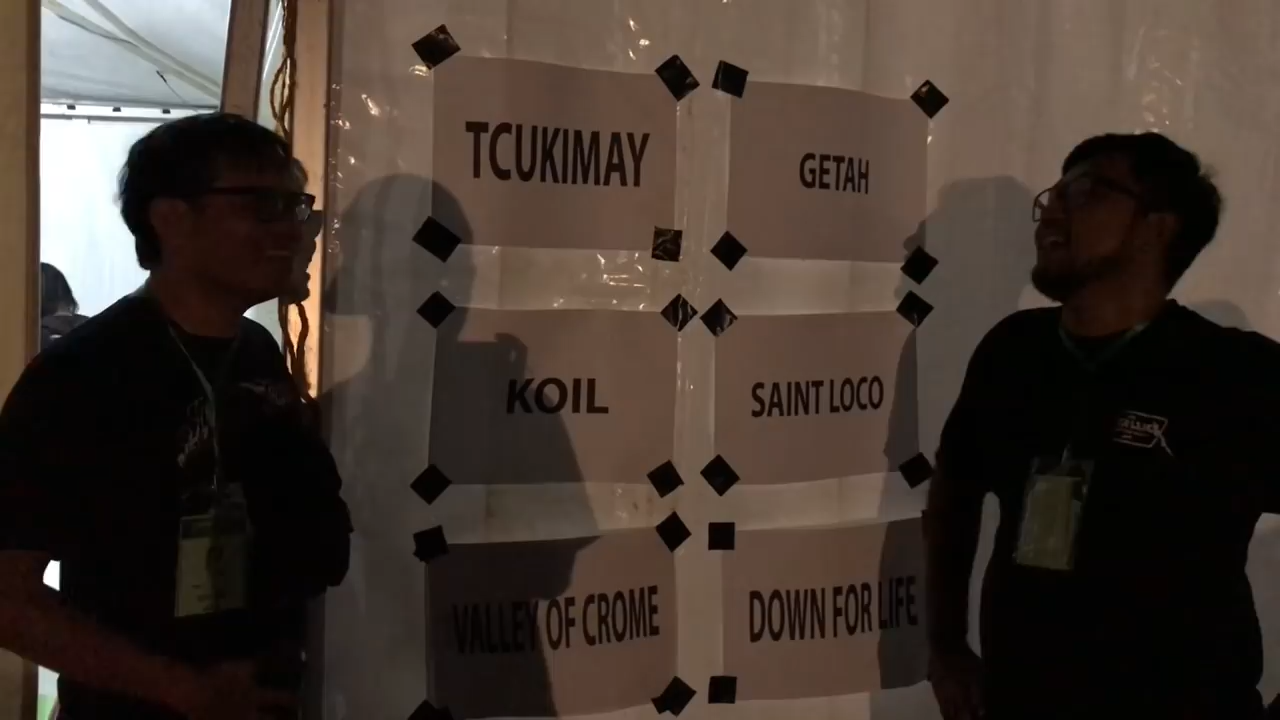 TCUKIMAY
GETAH
KOIL
SAINT LOCO
VALLEY OF CROME
DOWN FOR LIFE